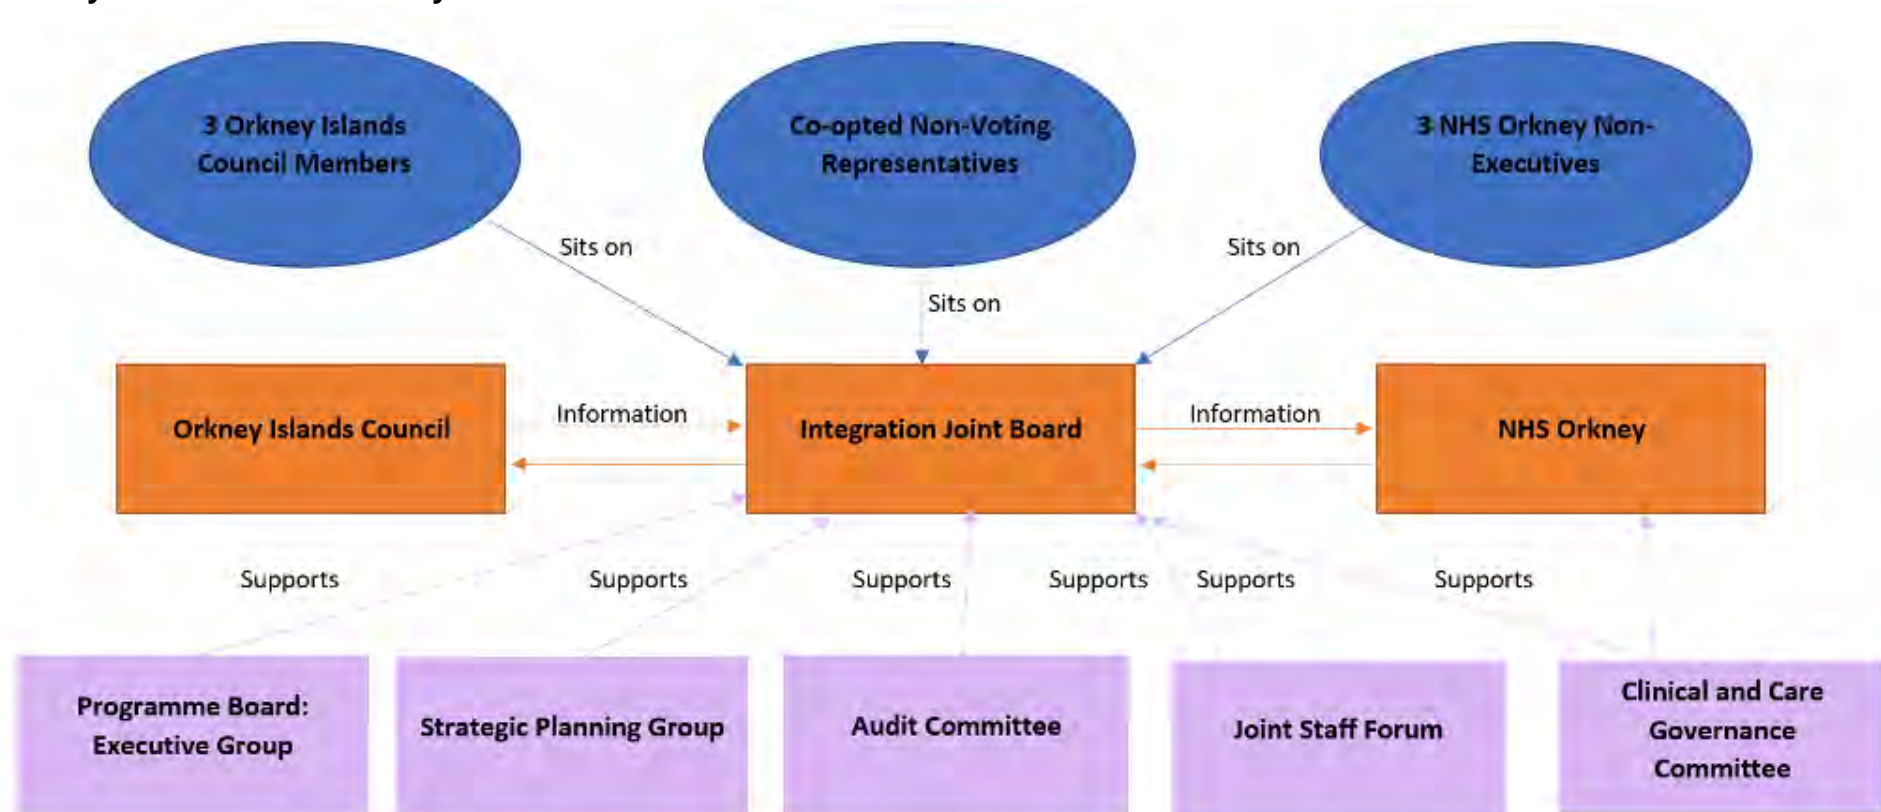 3 Orkney Islands
Council Members
Co-opted Non-Voting
Representatives
3 NHS Orkney Non-
Executives
Sits on
Sits on
Sits on
Orkney Islands Council
Information
Integration Joint Board
Information
NHS Orkney
Supports
Supports
Supports
Supports
Supports
Supports
Programme Board:
Executive Group
Strategic Planning Group
Audit Committee
Joint Staff Forum
Clinical and Care
Governance
Committee